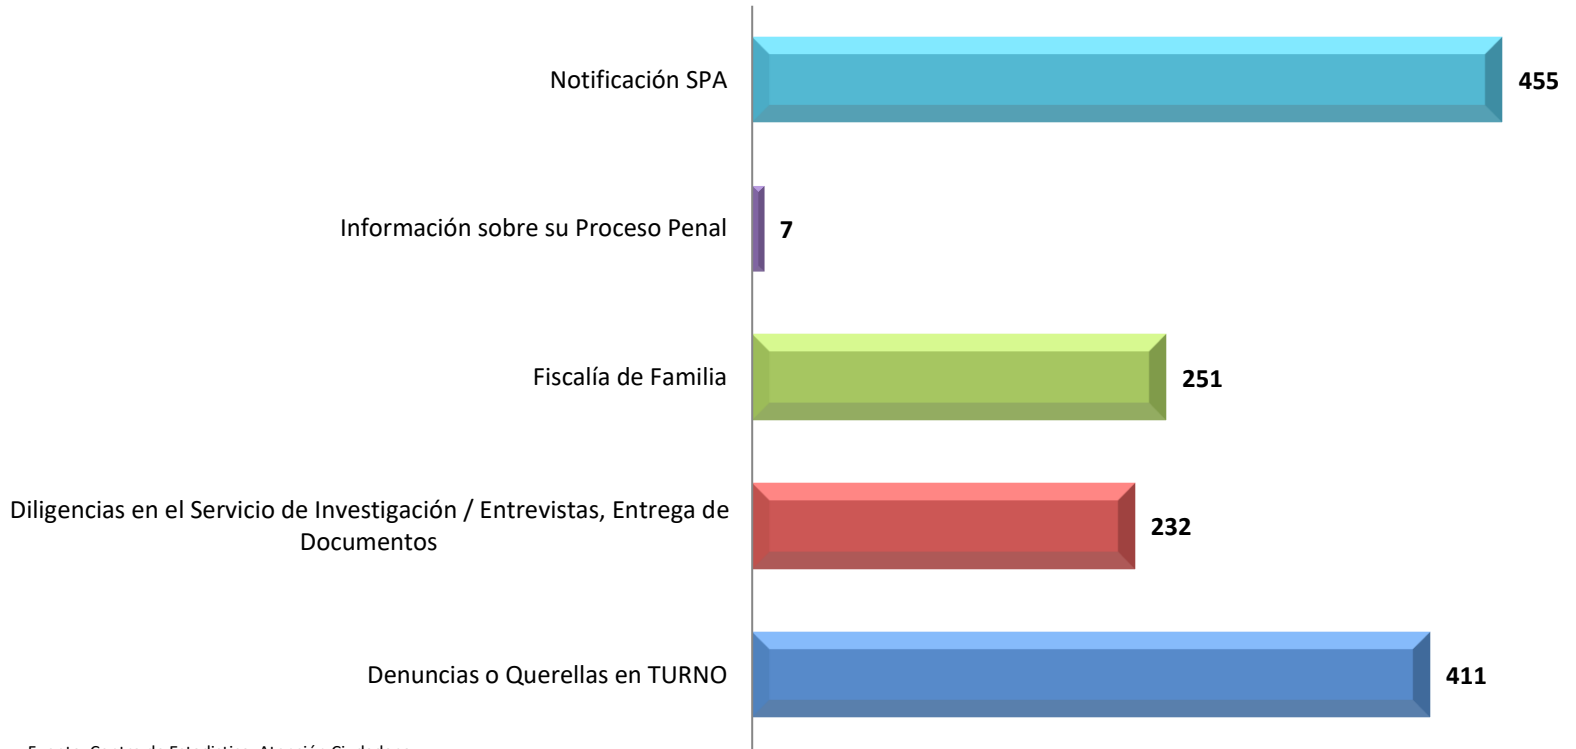 Notificación SPA
455
Información sobre su Proceso Penal
7
Fiscalía de Familia
251
Diligencias en el Servicio de Investigación / Entrevistas, Entrega de
Documentos
232
Denuncias o Querellas en TURNO
411